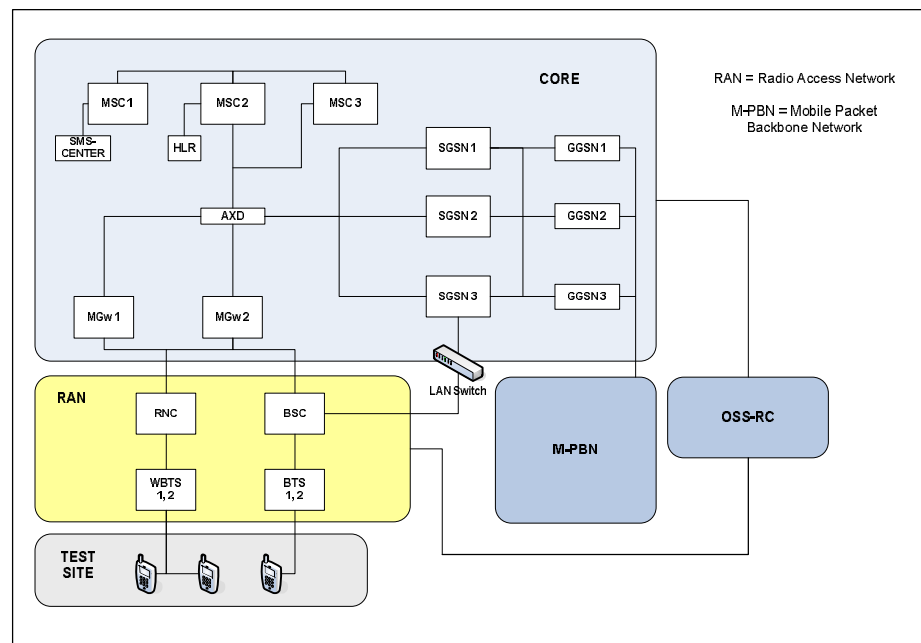 CORE
RAN = Radio Access Network
M-PBN = Mobile Packet
Backbone Network
MSC1
MSC2
MSC3
SMS-
CENTER
HLR
SGSN1
GGSN1
AXD
SGSN2
GGSN2
SGSN3
GGSN3
MGw1
MGw2
LAN Switch
RAN
RNC
BSC
M-PBN
OSS-RC
WBTS
1, 2
BTS
1, 2
TEST
SITE